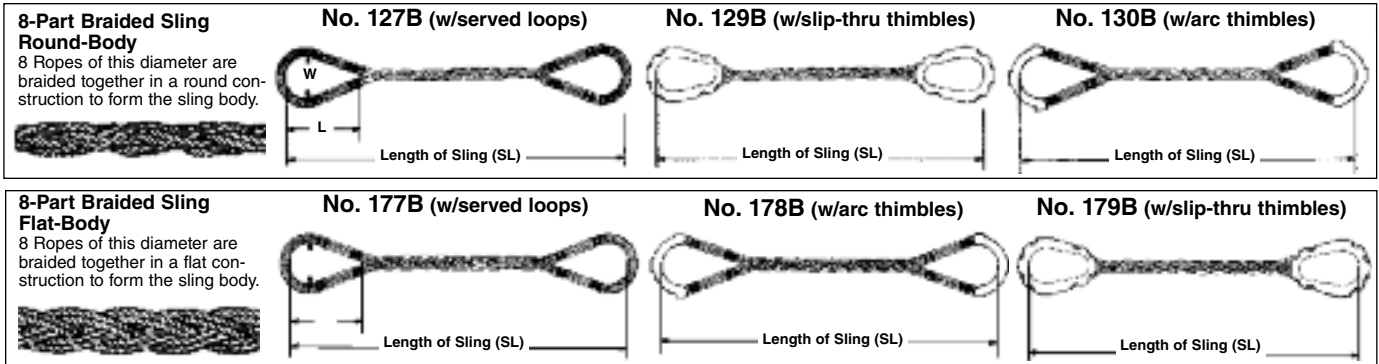 8-Part Braided Sling
Round-Body
8 Ropes of this diameter are
braided together in a round con-
struction to form the sling body.
No. 127B (w/served loops)
W
L
Length of Sling (SL)
No. 129B (w/slip-thru thimbles)
Length of Sling (SL)
No. 130B (w/arc thimbles)
Length of Sling (SL)
8-Part Braided Sling
Flat-Body
8 Ropes of this diameter are
braided together in a flat con-
struction to form the sling body.
No. 177B (w/served loops)
Length of Sling (SL)
No. 178B (w/arc thimbles)
Length of Sling (SL)
No. 179B (w/slip-thru thimbles)
Length of Sling (SL)